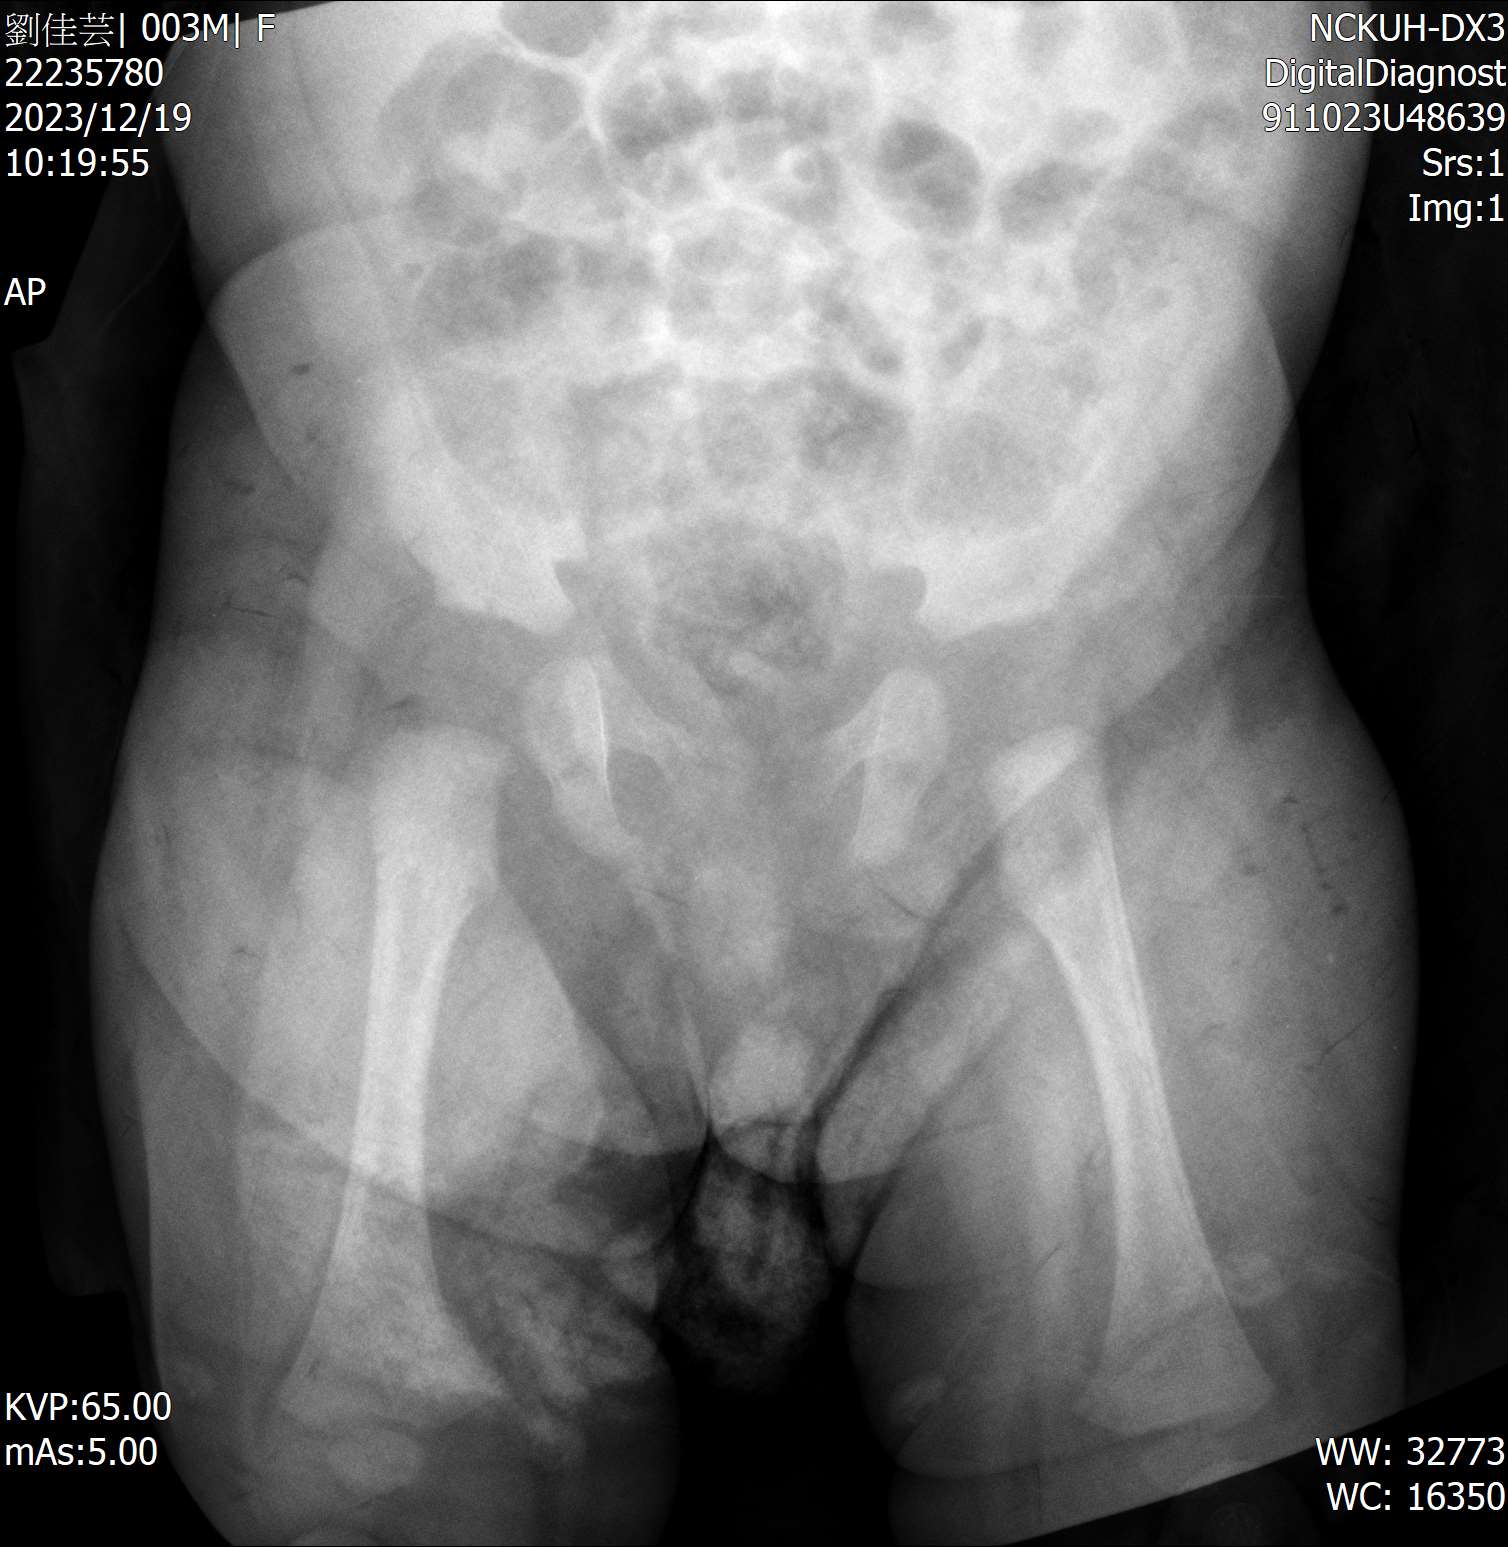 劉佳芸| 003M| F
22235780
2023/12/19
10:19:55
AP
NCKUH-DX3
DigitalDiagnost
911023U48639
Srs:1
Img:1
KVP:65.00
mAs:5.00
WW: 32773
WC: 16350